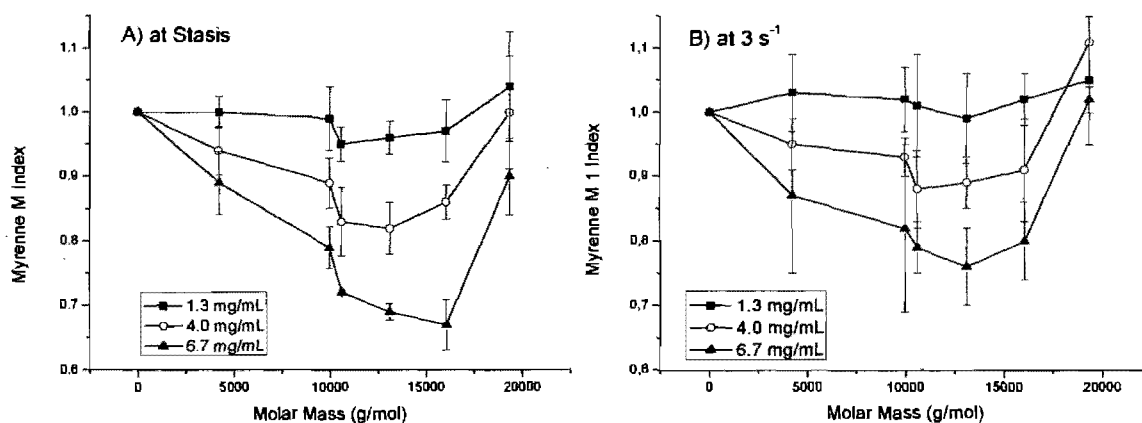 A) at Stasis
1,1
1,0
0,9
0,8
0,7
0,6
Myrenne M Index
1.3 mg/mL
4.0 mg/mL
6.7 mg/mL
0
5000
10000
15000
20000
Molar Mass (g/mol)
B) at 3 s⁻¹
1,1
1,0
0,9
0,8
0,7
0,6
Myrenne M 1 Index
1.3 mg/mL
4.0 mg/mL
6.7 mg/mL
0
5000
10000
15000
20000
Molar Mass (g/mol)